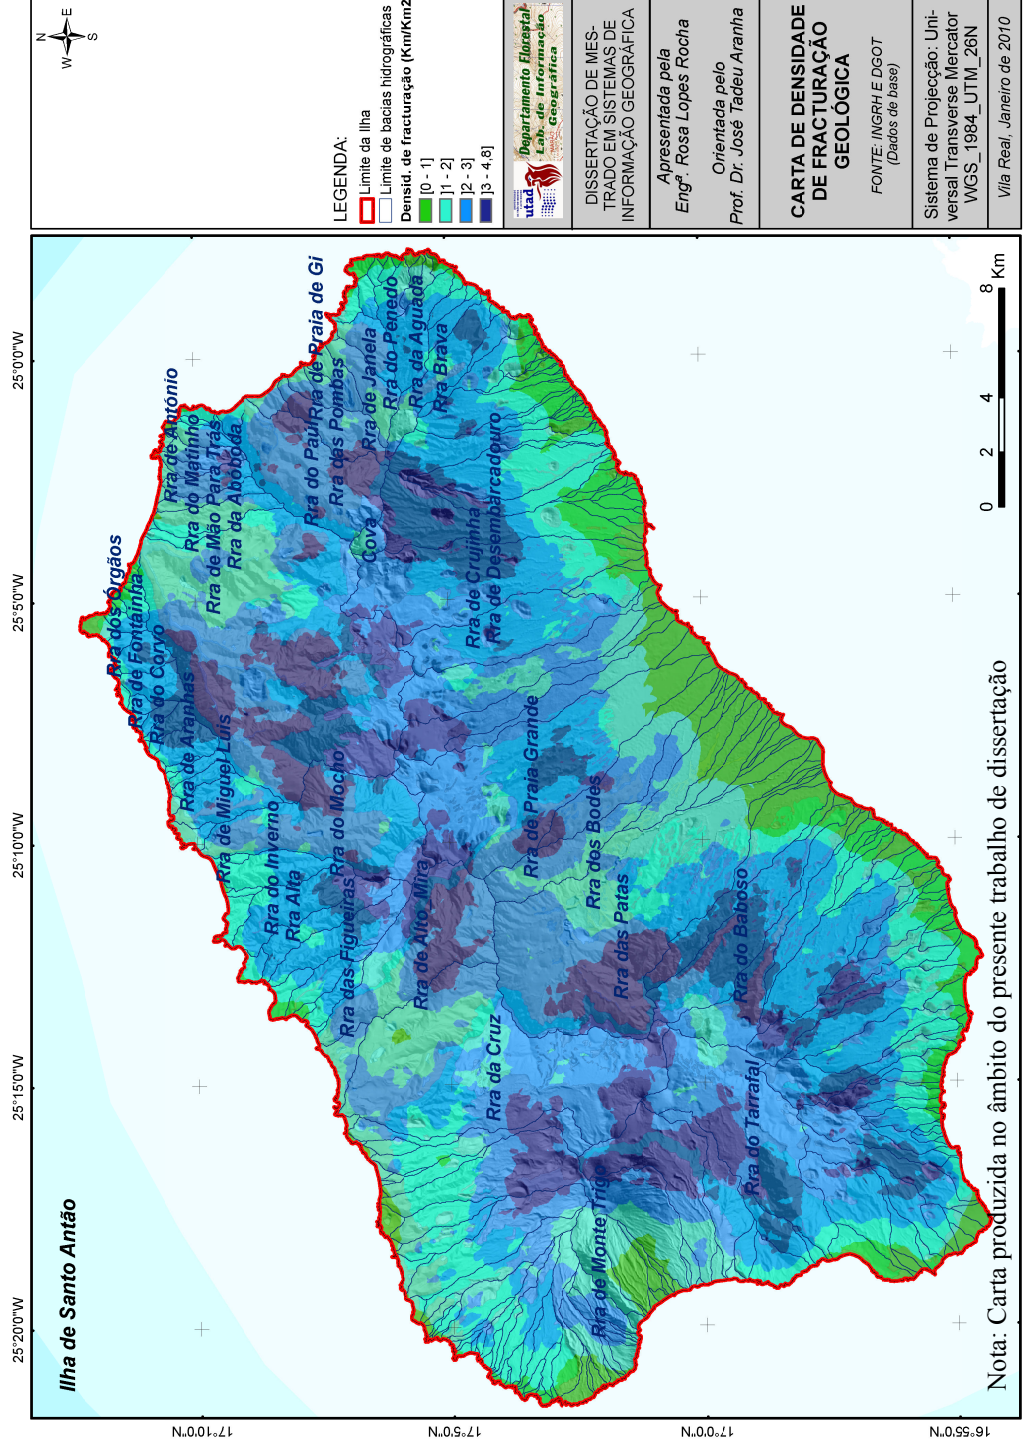 Ilha de Santo Antão
25°20'0"W
25°15'0"W
25°10'0"W
25°5'0"W
25°0'0"W
17°10'0"N
17°5'0"N
17°0'0"N
16°55'0"N
Rra dos Órgãos
Rra de Fontainha
Rra do Corvo
Rra de Aranhas
Rra de Miguel Luis
Rra do Inverno
Rra Alta
Rra do Mocho
Rra das Figueiras
Rra de Alto Mira
Rra da Cruz
Rra de Monte Trigo
Rra do Tarrafal
Rra do Baboso
Rra das Patas
Rra dos Bodes
Rra de Praia Grande
Rra de António
Rra do Matinho
Rra de Mão Para Trás
Rra da Aboboda
Rra do Paúl
Rra de Praia de Gi
Rra das Pombas
Rra de Janela
Rra do Penedo
Rra da Aguada
Rra Brava
Cova
Rra de Crujinha
Rra de Desembarcadouro
0 2 4 8 Km
Nota: Carta produzida no âmbito do presente trabalho de dissertação
N
E
S
W
LEGENDA:
Limite da Ilha
Limite de bacias hidrográficas
Densid. de fracturação (Km/Km2
[0 - 1]
]1 - 2]
]2 - 3]
]3 - 4,8]
utad
Departamento Florestal
Lab. de Informação
Geográfica
DISSERTAÇÃO DE MES-
TRADO EM SISTEMAS DE
INFORMAÇÃO GEOGRÁFICA
Apresentada pela
Engª. Rosa Lopes Rocha
Orientada pelo
Prof. Dr. José Tadeu Aranha
CARTA DE DENSIDADE
DE FRACTURAÇÃO
GEOLÓGICA
FONTE: INGRH E DGOT
(Dados de base)
Sistema de Projecção: Uni-
versal Transverse Mercator
WGS_1984_UTM_26N
Vila Real, Janeiro de 2010